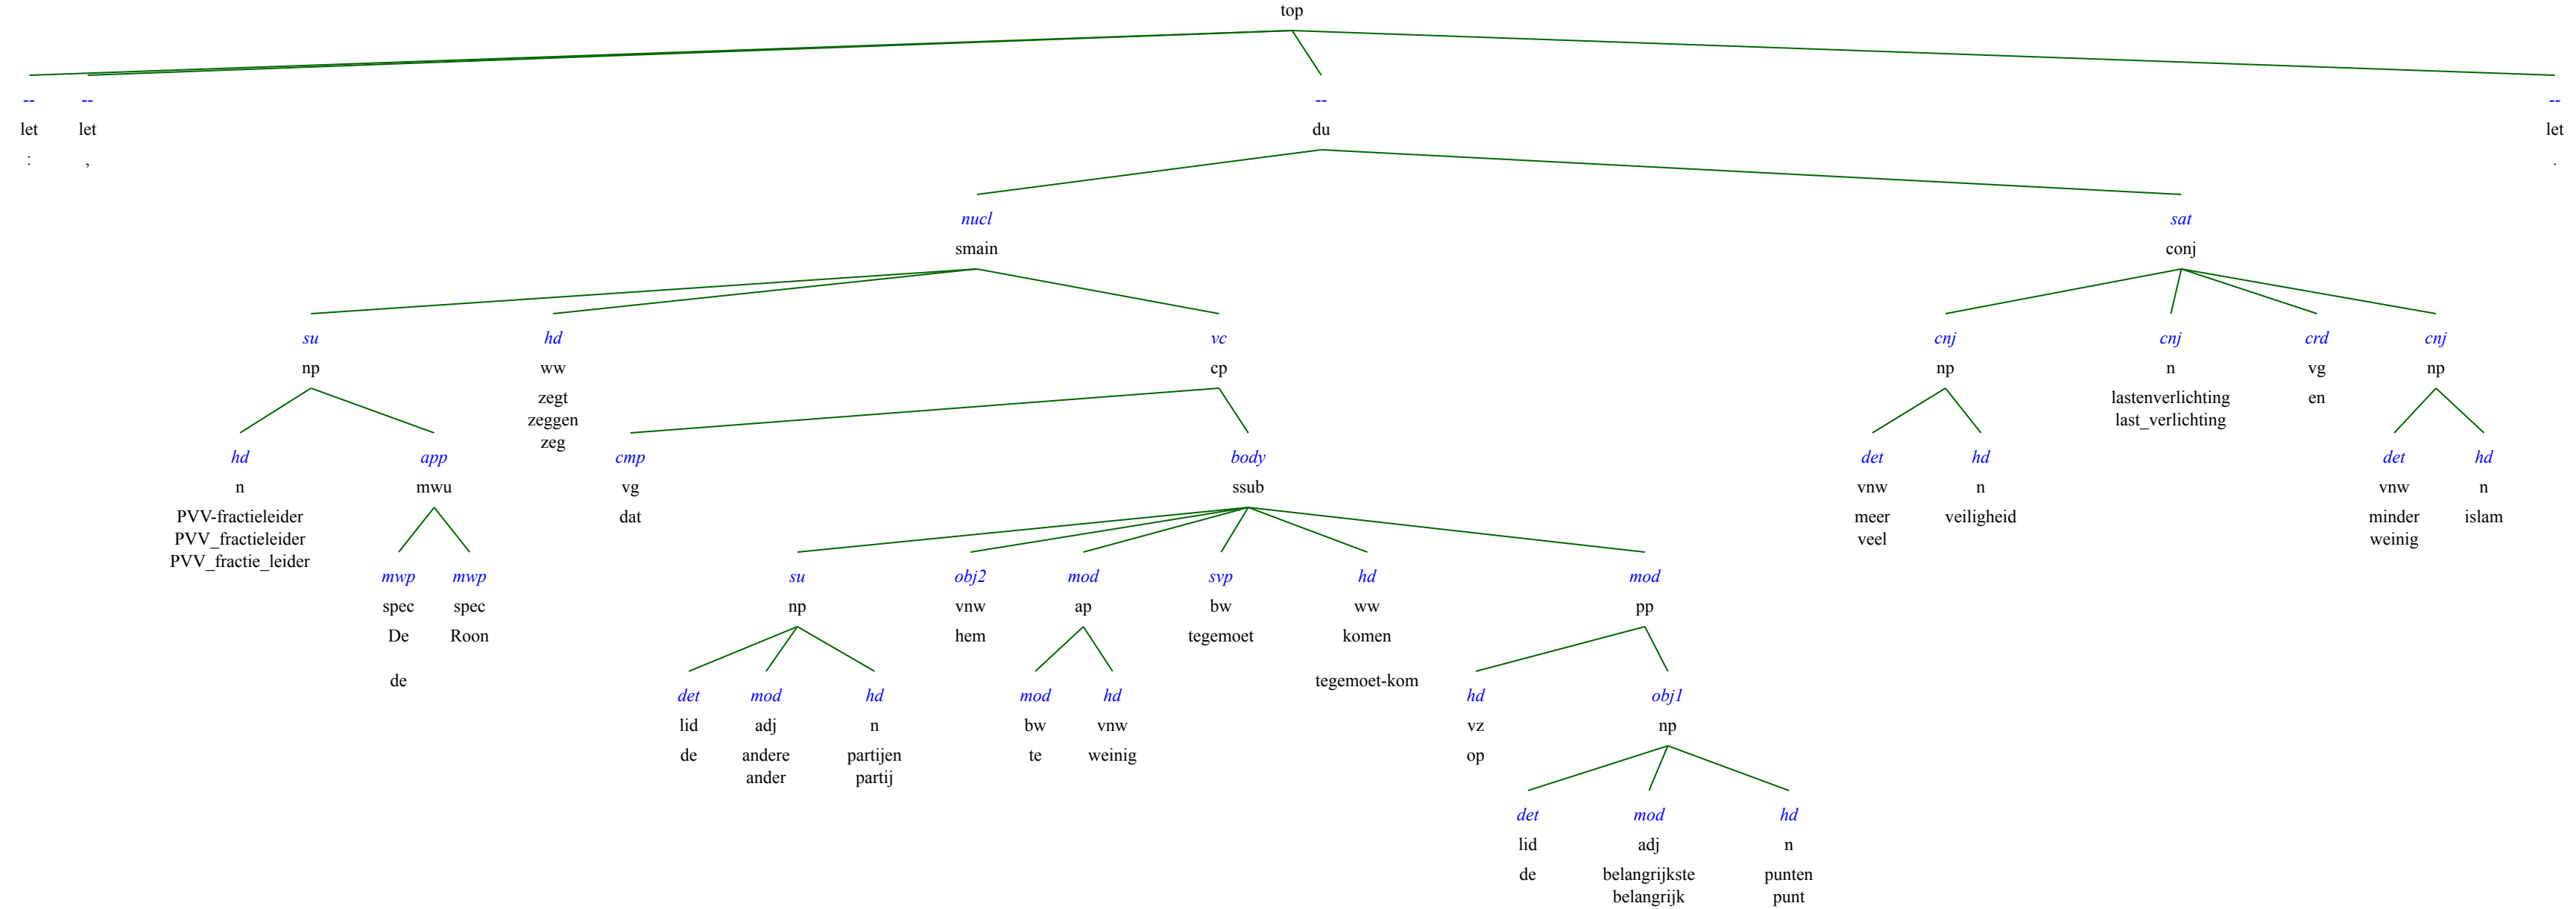 top
-- -- -- --
let let du let
: , .
nucl sat
smain conj
su hd vc cnj cnj crd cnj
np ww cp np n vg np
zegt lastenverlichting en
zeggen last_verlichting
zeg
hd app cmp body det hd det hd
n mwu vg ssub vnw n vnw n
PVV-fractieleider dat meer veiligheid minder islam
PVV_fractieleider veel weinig
PVV_fractie_leider
mwp mwp su obj2 mod svp hd mod
spec spec np vnw ap bw ww pp
De Roon hem tegemoet komen
de tegemoet-kom
det mod hd mod hd hd obj1
lid adj n bw vnw vz np
de andere partijen te weinig op
ander partij
det mod hd
lid adj n
de belangrijkste punten
belangrijk punt